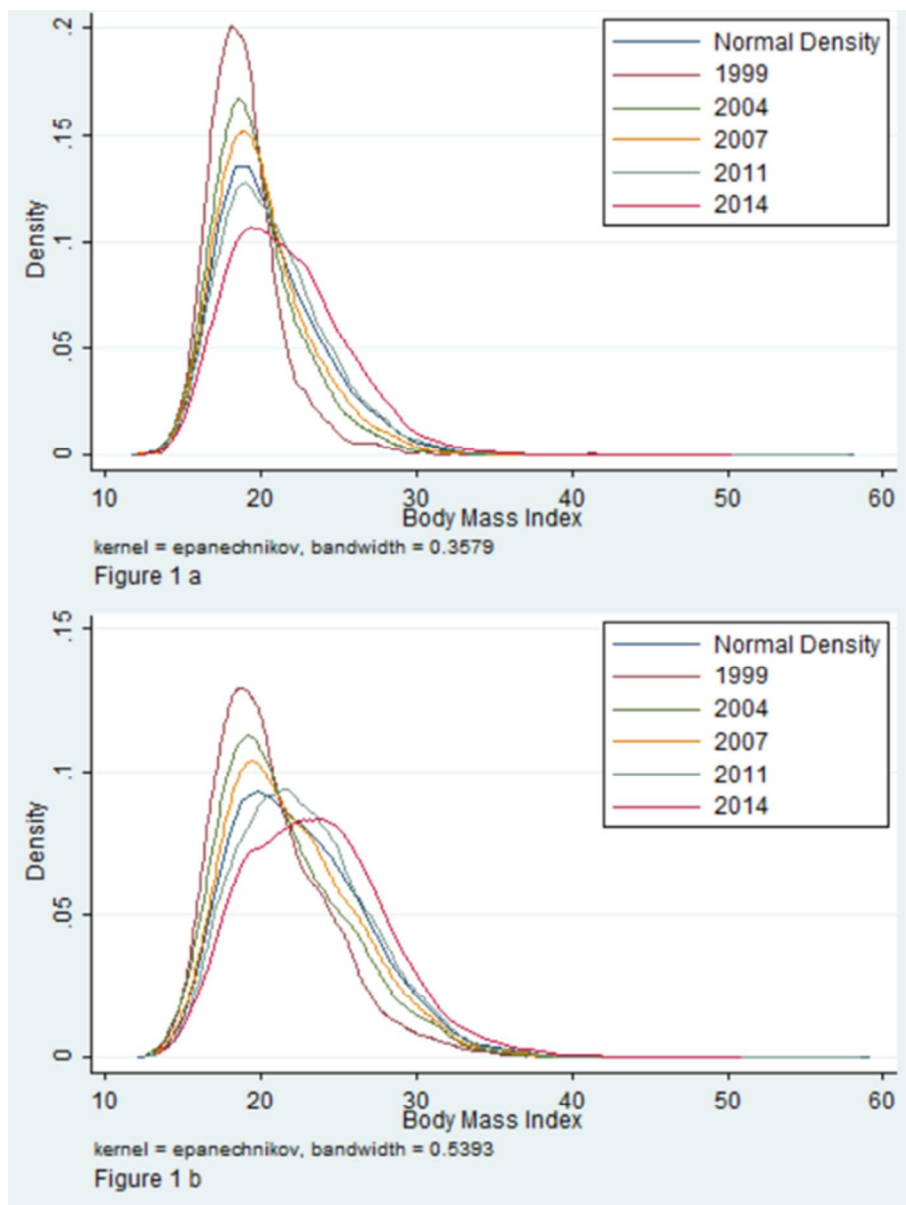 .2
.15
.1
.05
0
Density
Normal Density
1999
2004
2007
2011
2014
10 20 30 40 50 60
Body Mass Index
kernel = epanechnikov, bandwidth = 0.3579
Figure 1 a
.15
.1
.05
0
Density
Normal Density
1999
2004
2007
2011
2014
10 20 30 40 50 60
Body Mass Index
kernel = epanechnikov, bandwidth = 0.5393
Figure 1 b